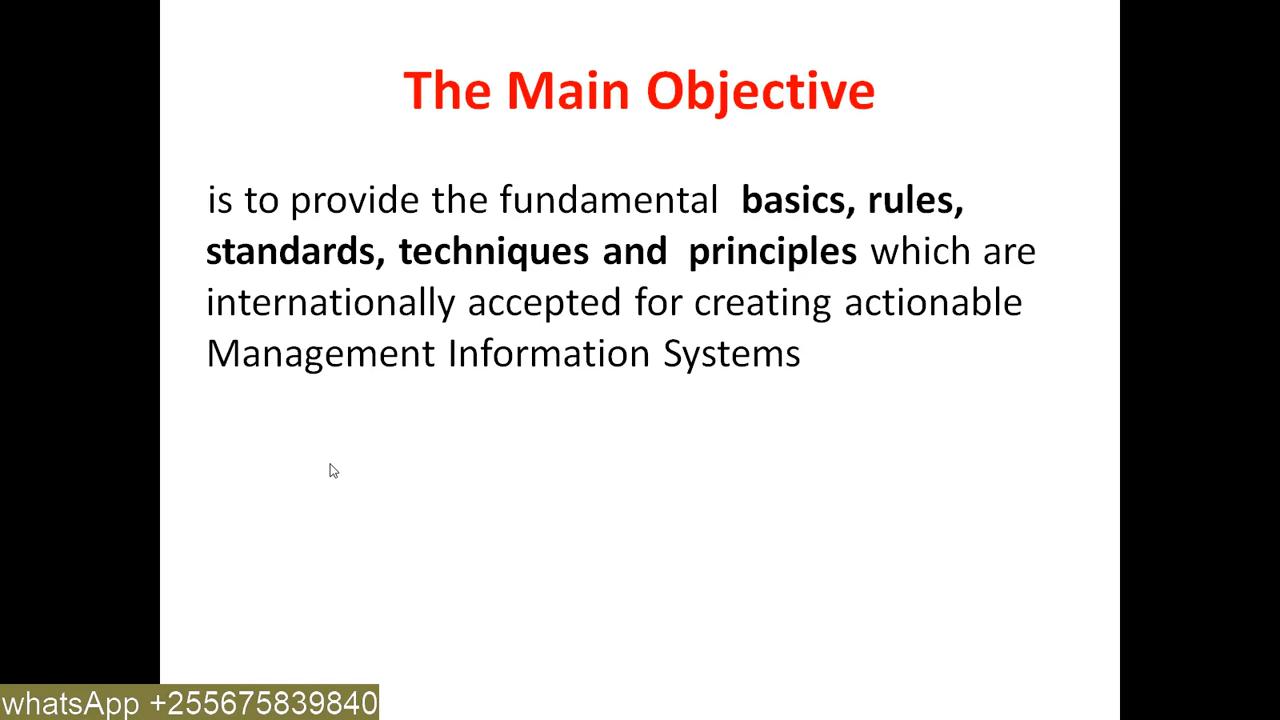 The Main Objective
is to provide the fundamental basics, rules,
standards, techniques and principles which are
internationally accepted for creating actionable
Management Information Systems
whatsApp +255675839840